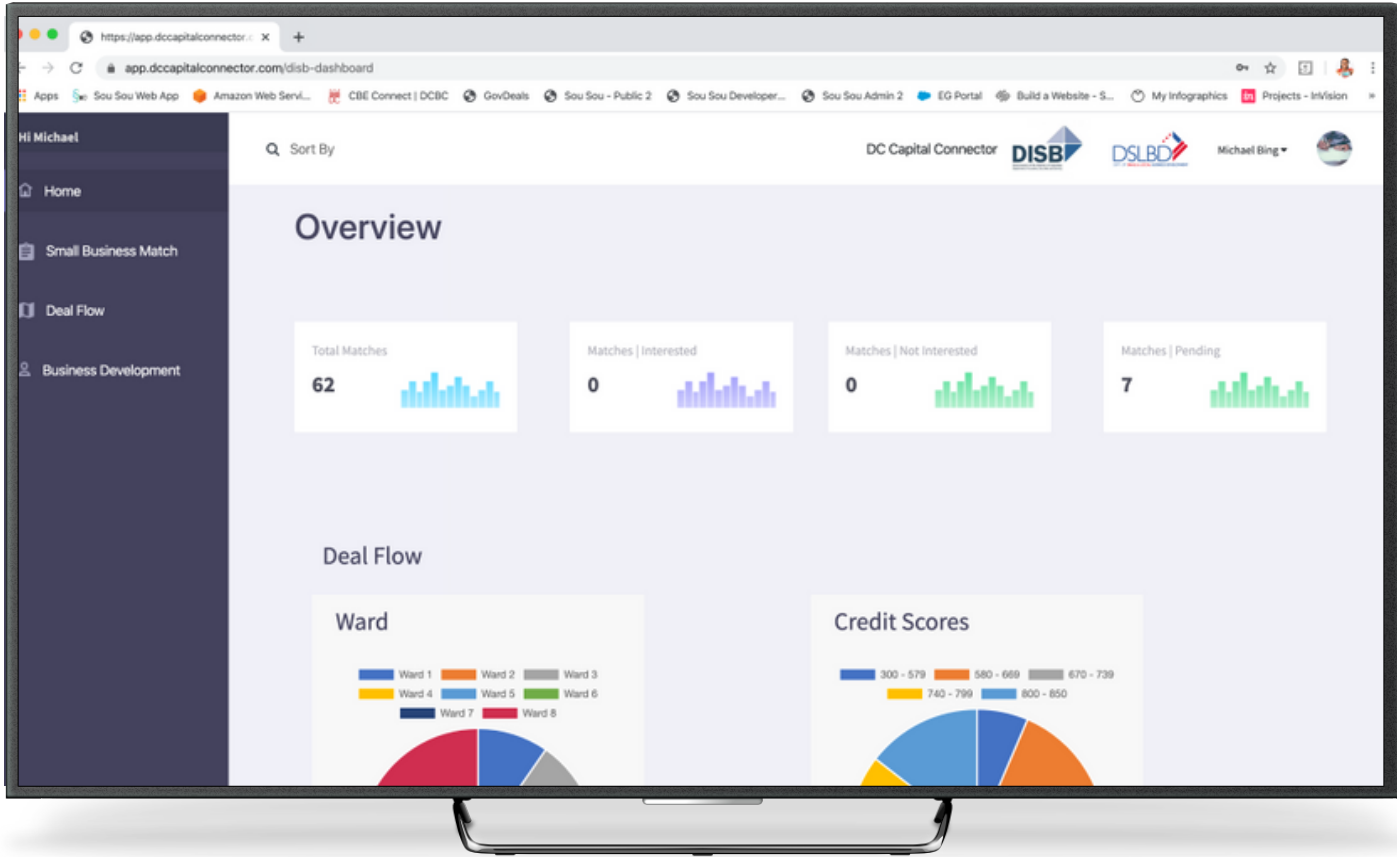 https://app.dccapitalconnector.c
app.dccapitalconnector.com/disb-dashboard
Apps Sou Sou Web App Amazon Web Servi... CBE Connect | DCBC GovDeals Sou Sou - Public 2 Sou Sou Developer... Sou Sou Admin 2 EG Portal Build a Website - S... My Infographics Projects - InVision
Hi Michael
Sort By
DC Capital Connector DISB DSLBD Michael Bing
Home
Small Business Match
Deal Flow
Business Development
Overview
Total Matches
62
Matches | Interested
0
Matches | Not Interested
0
Matches | Pending
7
Deal Flow
Ward
Ward 1 Ward 2 Ward 3
Ward 4 Ward 5 Ward 6
Ward 7 Ward 8
Credit Scores
300 - 579 580 - 669 670 - 739
740 - 799 800 - 850